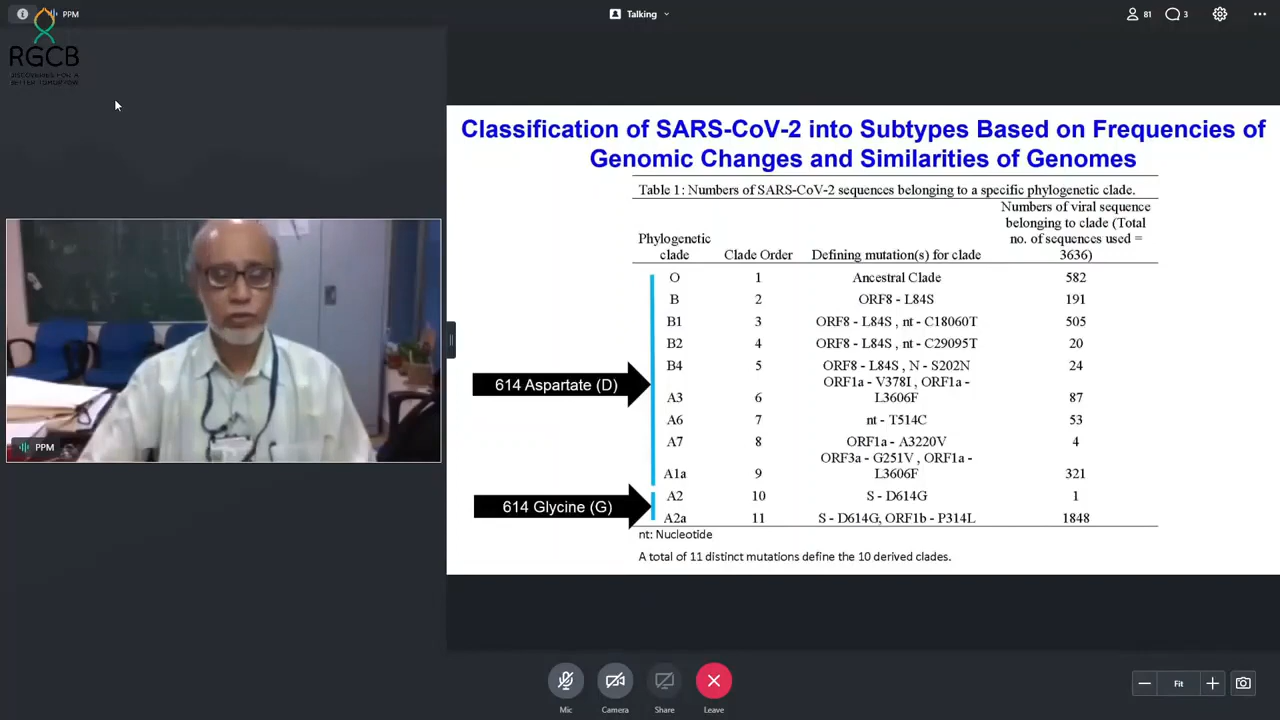 PPM
Talking
81
3
RGCB
DISCOVERIES FOR A
BETTER TOMORROW
Classification of SARS-CoV-2 into Subtypes Based on Frequencies of
Genomic Changes and Similarities of Genomes
Table 1: Numbers of SARS-CoV-2 sequences belonging to a specific phylogenetic clade.
Phylogenetic clade Clade Order Defining mutation(s) for clade Numbers of viral sequence belonging to clade (Total no. of sequences used = 3636)
O 1 Ancestral Clade 582
B 2 ORF8 - L84S 191
B1 3 ORF8 - L84S , nt - C18060T 505
B2 4 ORF8 - L84S , nt - C29095T 20
B4 5 ORF8 - L84S , N - S202N 24
A3 6 ORF1a - V378I , ORF1a - L3606F 87
A6 7 nt - T514C 53
A7 8 ORF1a - A3220V 4
A1a 9 ORF3a - G251V , ORF1a - L3606F 321
A2 10 S - D614G 1
A2a 11 S - D614G, ORF1b - P314L 1848
614 Aspartate (D)
614 Glycine (G)
nt: Nucleotide
A total of 11 distinct mutations define the 10 derived clades.
PPM
Mic
Camera
Share
Leave
Fit